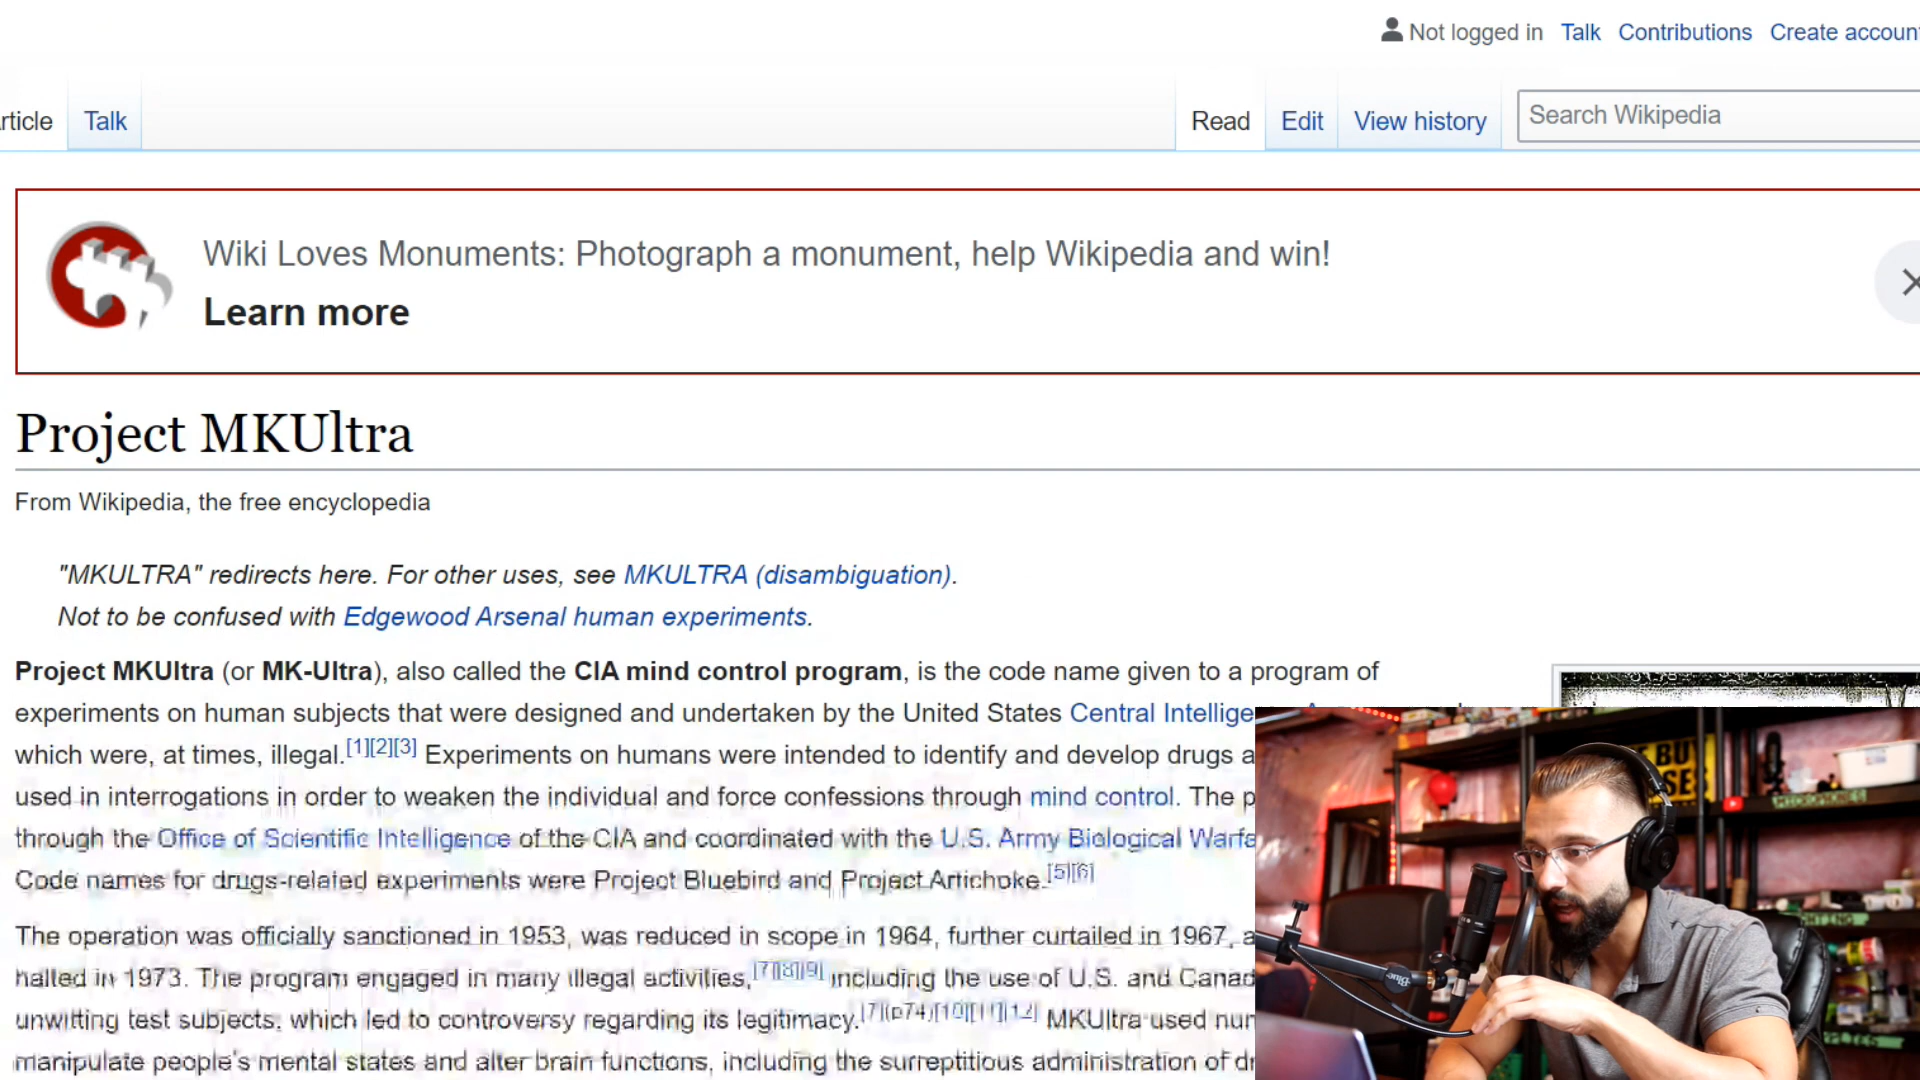 Not logged in Talk Contributions Create accoun
rticle Talk Read Edit View history Search Wikipedia
Wiki Loves Monuments: Photograph a monument, help Wikipedia and win!
Learn more
Project MKUltra
From Wikipedia, the free encyclopedia
"MKULTRA" redirects here. For other uses, see MKULTRA (disambiguation).
Not to be confused with Edgewood Arsenal human experiments.
Project MKUltra (or MK-Ultra), also called the CIA mind control program, is the code name given to a program of
experiments on human subjects that were designed and undertaken by the United States Central Intellige
which were, at times, illegal.[1][2][3] Experiments on humans were intended to identify and develop drugs a
used in interrogations in order to weaken the individual and force confessions through mind control. The p
through the Office of Scientific Intelligence of the CIA and coordinated with the U.S. Army Biological Warfa
Code names for drugs-related experiments were Project Bluebird and Project Artichoke.[5][6]
The operation was officially sanctioned in 1953, was reduced in scope in 1964, further curtailed in 1967, a
halted in 1973. The program engaged in many illegal activities,[7][8][9] including the use of U.S. and Canad
unwitting test subjects, which led to controversy regarding its legitimacy.[7](p74)[10][11][12] MKUltra used num
manipulate people's mental states and alter brain functions, including the surreptitious administration of dr
MICROPHONES
Blue